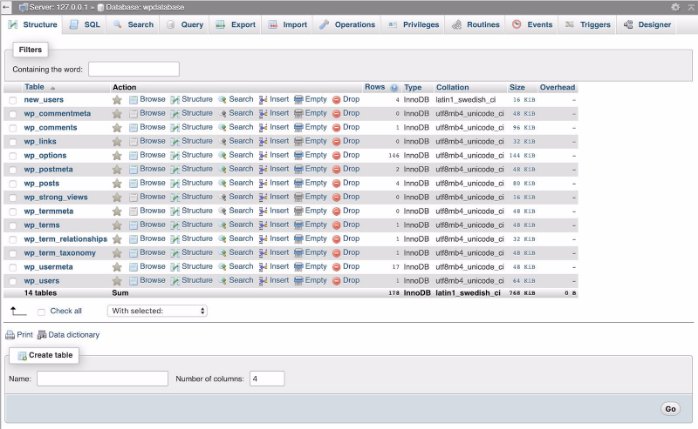 Server: 127.0.0.1 » Database: wpdatabase
Structure SQL Search Query Export Import Operations Privileges Routines Events Triggers Designer
Filters
Containing the word:
Table Action Rows Type Collation Size Overhead
new_users Browse Structure Search Insert Empty Drop 4 InnoDB latin1_swedish_ci 16 KiB -
wp_commentmeta Browse Structure Search Insert Empty Drop 0 InnoDB utf8mb4_unicode_ci 48 KiB -
wp_comments Browse Structure Search Insert Empty Drop 1 InnoDB utf8mb4_unicode_ci 96 KiB -
wp_links Browse Structure Search Insert Empty Drop 0 InnoDB utf8mb4_unicode_ci 32 KiB -
wp_options Browse Structure Search Insert Empty Drop 146 InnoDB utf8mb4_unicode_ci 144 KiB -
wp_postmeta Browse Structure Search Insert Empty Drop 2 InnoDB utf8mb4_unicode_ci 48 KiB -
wp_posts Browse Structure Search Insert Empty Drop 4 InnoDB utf8mb4_unicode_ci 80 KiB -
wp_strong_views Browse Structure Search Insert Empty Drop 0 InnoDB utf8mb4_unicode_ci 16 KiB -
wp_termmeta Browse Structure Search Insert Empty Drop 0 InnoDB utf8mb4_unicode_ci 48 KiB -
wp_terms Browse Structure Search Insert Empty Drop 1 InnoDB utf8mb4_unicode_ci 48 KiB -
wp_term_relationships Browse Structure Search Insert Empty Drop 1 InnoDB utf8mb4_unicode_ci 32 KiB -
wp_term_taxonomy Browse Structure Search Insert Empty Drop 1 InnoDB utf8mb4_unicode_ci 48 KiB -
wp_usermeta Browse Structure Search Insert Empty Drop 17 InnoDB utf8mb4_unicode_ci 48 KiB -
wp_users Browse Structure Search Insert Empty Drop 1 InnoDB utf8mb4_unicode_ci 64 KiB -
14 tables Sum 178 InnoDB latin1_swedish_ci 768 KiB 0 B
Check all With selected:
Print Data dictionary
Create table
Name: Number of columns: 4
Go